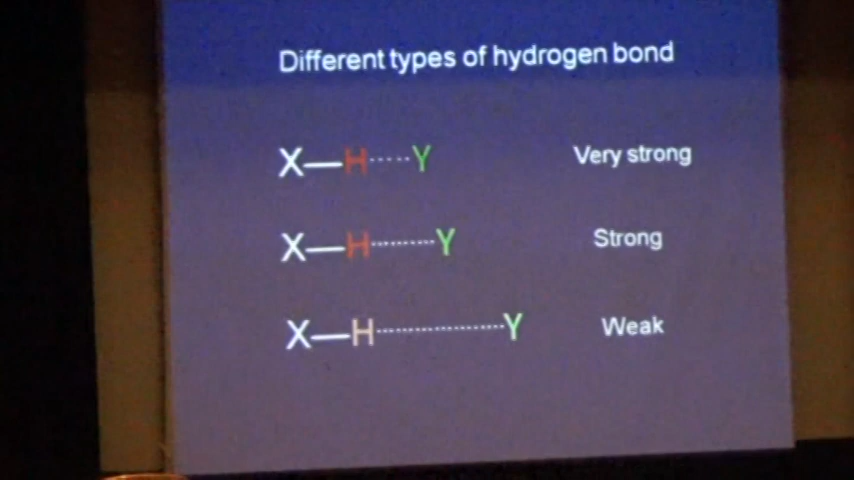 Different types of hydrogen bond
X—H·····Y Very strong
X—H·········Y Strong
X—H·················Y Weak